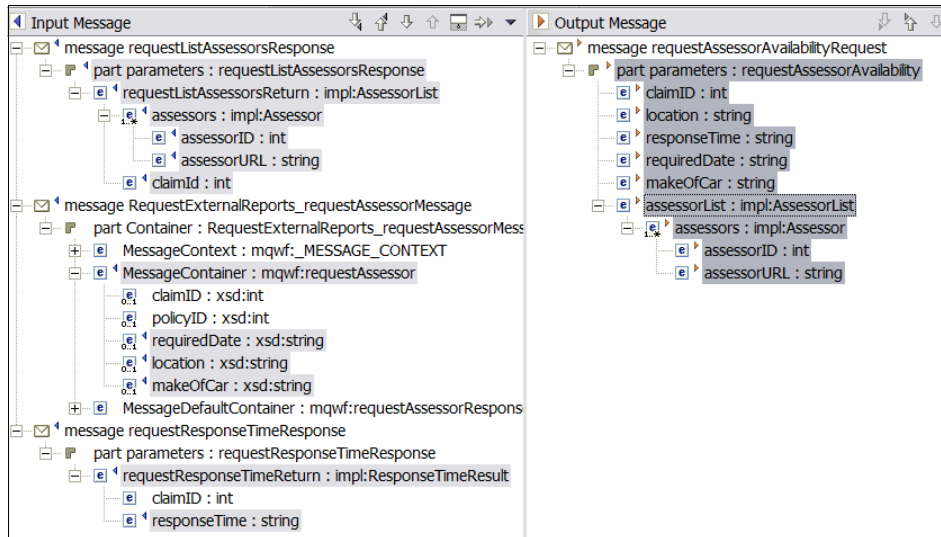 Input Message
message requestListAssessorsResponse
part parameters : requestListAssessorsResponse
requestListAssessorsReturn : impl:AssessorList
assessors : impl:Assessor
assessorID : int
assessorURL : string
claimId : int
message RequestExternalReports_requestAssessorMessage
part Container : RequestExternalReports_requestAssessorMess
MessageContext : mqwf:_MESSAGE_CONTEXT
MessageContainer : mqwf:requestAssessor
claimID : xsd:int
policyID : xsd:int
requiredDate : xsd:string
location : xsd:string
makeOfCar : xsd:string
MessageDefaultContainer : mqwf:requestAssessorRespons
message requestResponseTimeResponse
part parameters : requestResponseTimeResponse
requestResponseTimeReturn : impl:ResponseTimeResult
claimID : int
responseTime : string
Output Message
message requestAssessorAvailabilityRequest
part parameters : requestAssessorAvailability
claimID : int
location : string
responseTime : string
requiredDate : string
makeOfCar : string
assessorList : impl:AssessorList
assessors : impl:Assessor
assessorID : int
assessorURL : string